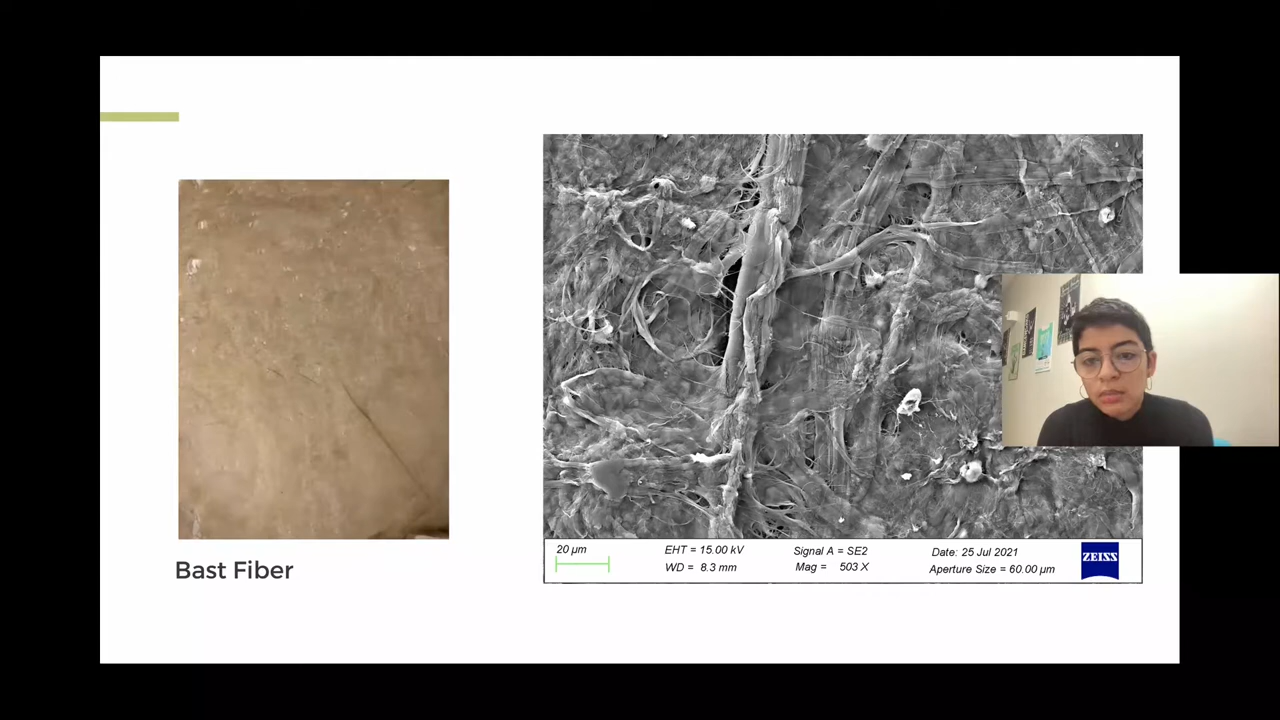 Bast Fiber
20 µm
EHT = 15.00 kV
WD = 8.3 mm
Signal A = SE2
Mag = 503 X
Date: 25 Jul 2021
Aperture Size = 60.00 µm
ZEISS